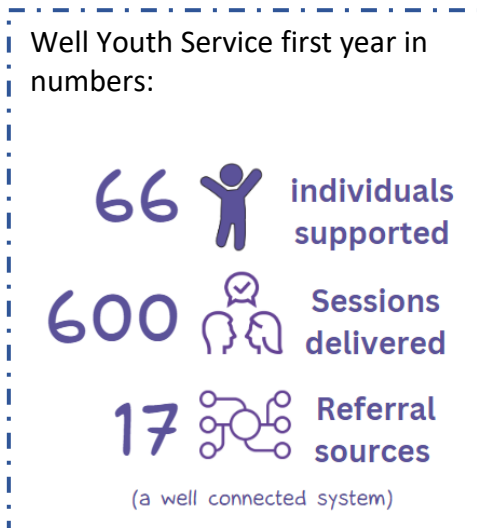 Well Youth Service first year in
numbers:
66 individuals
supported
600 Sessions
delivered
17 Referral
sources
(a well connected system)